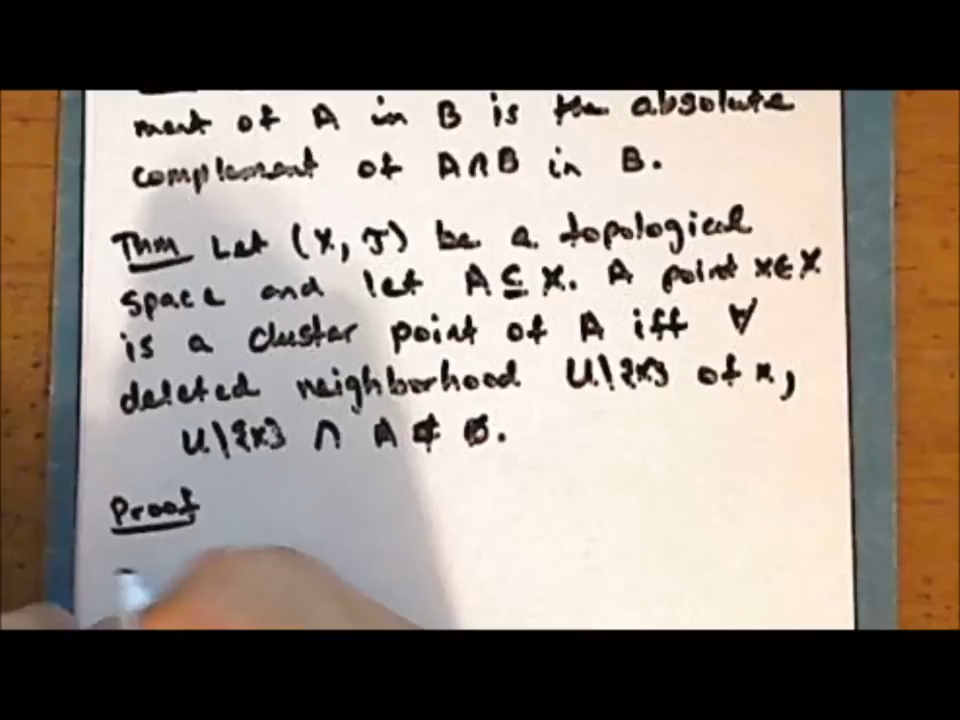 ment of A in B is the absolute
complement of A∩B in B.
Thm Let (X, J) be a topological
space and let A ⊆ X. A point x∈X
is a cluster point of A iff ∀
deleted neighborhood U\{x} of x,
U\{x} ∩ A ≠ ∅.
Proof